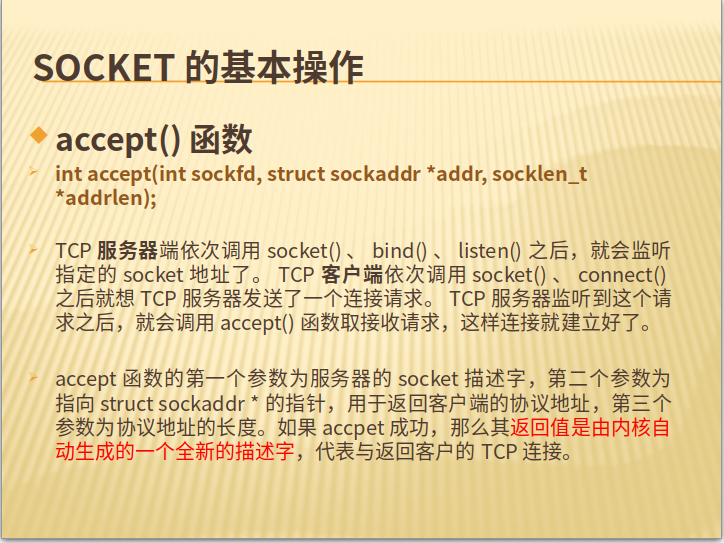 SOCKET 的基本操作
accept() 函数
int accept(int sockfd, struct sockaddr *addr, socklen_t
*addrlen);
TCP 服务器端依次调用 socket() 、 bind() 、 listen() 之后，就会监听
指定的 socket 地址了。 TCP 客户端依次调用 socket() 、 connect()
之后就想 TCP 服务器发送了一个连接请求。 TCP 服务器监听到这个请
求之后，就会调用 accept() 函数取接收请求，这样连接就建立好了。
accept 函数的第一个参数为服务器的 socket 描述字，第二个参数为
指向 struct sockaddr * 的指针，用于返回客户端的协议地址，第三个
参数为协议地址的长度。如果 accpet 成功，那么其返回值是由内核自
动生成的一个全新的描述字，代表与返回客户的 TCP 连接。